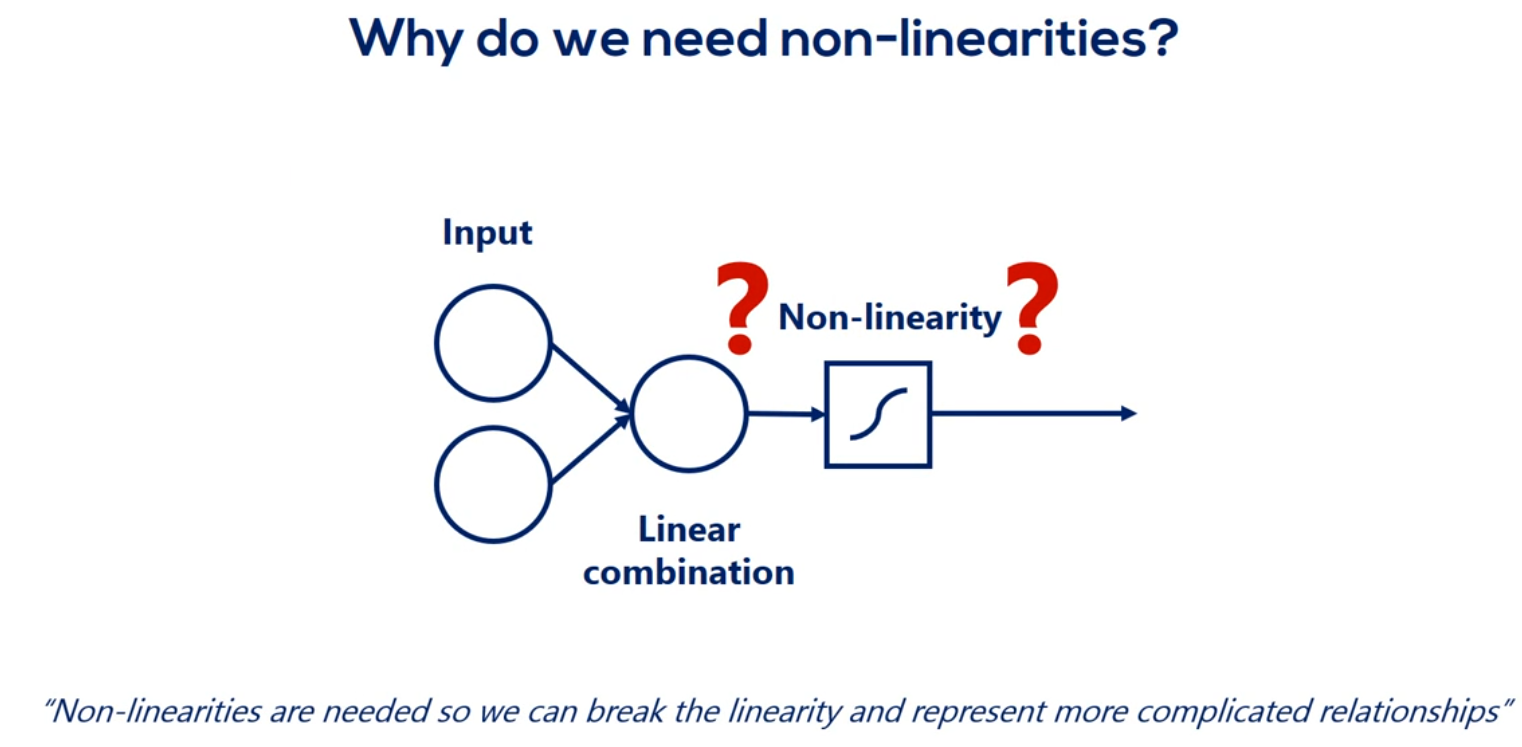 Why do we need non-linearities?
Input
? Non-linearity ?
Linear
combination
"Non-linearities are needed so we can break the linearity and represent more complicated relationships"